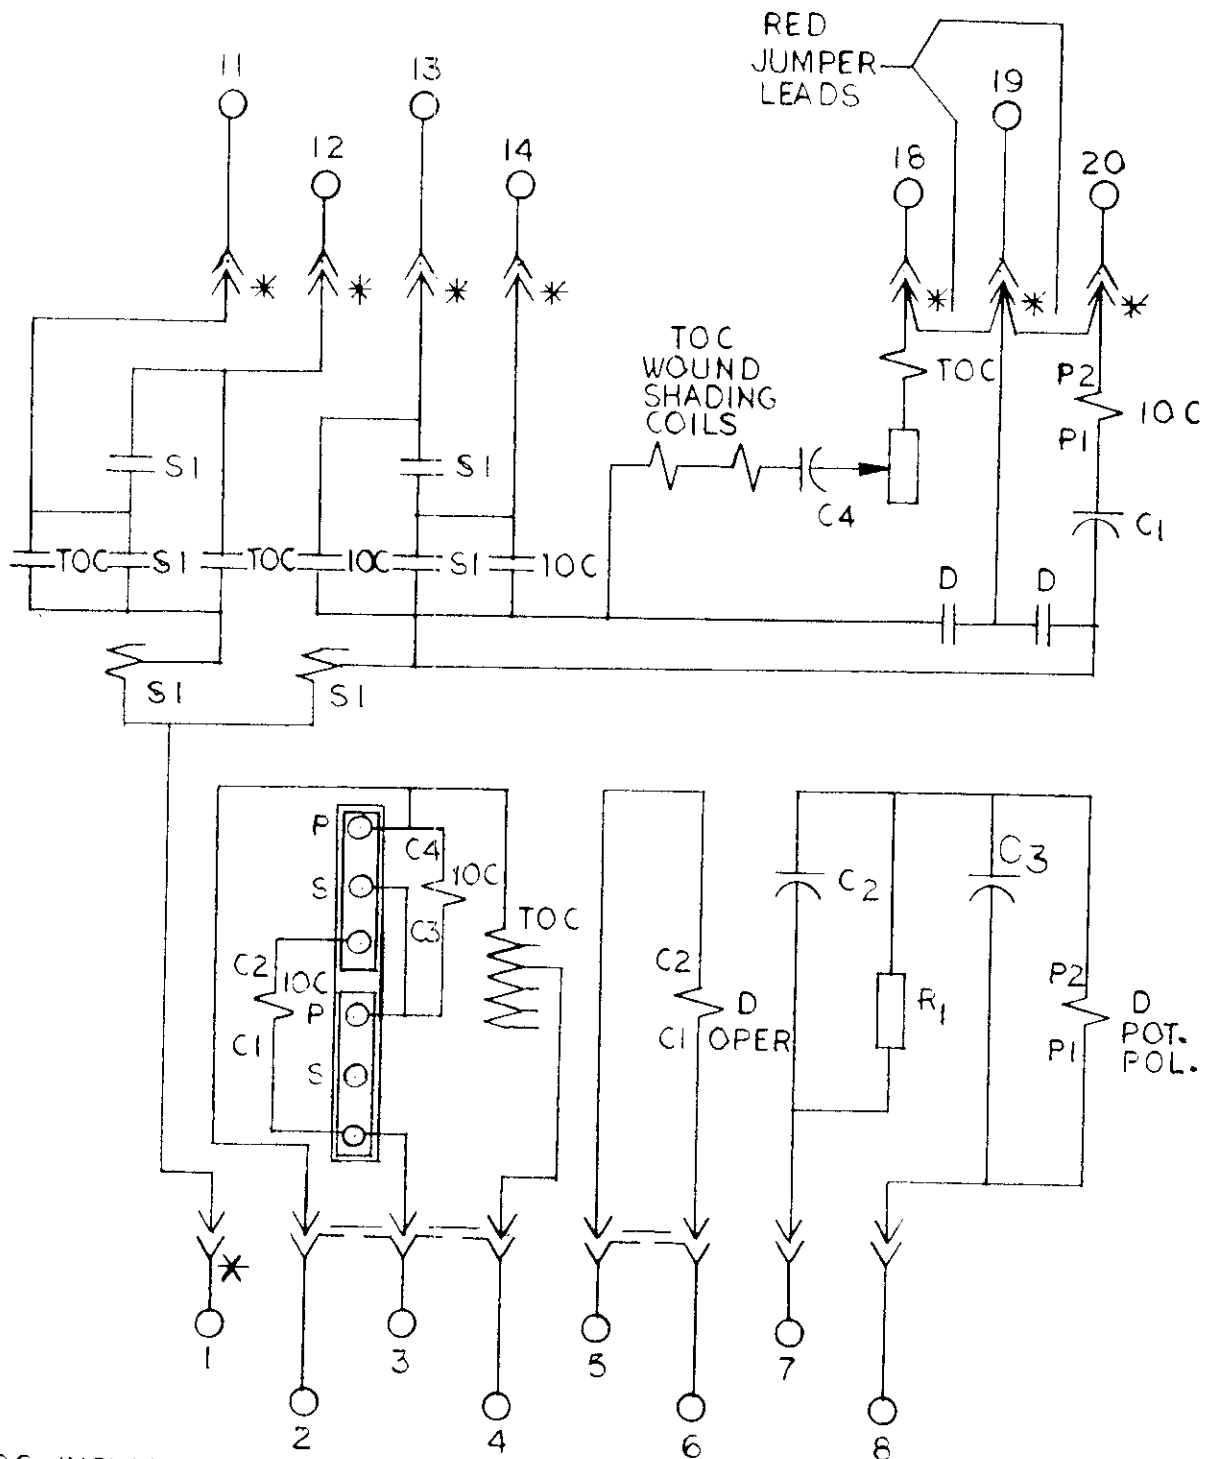 RED
JUMPER
LEADS
11
13
19
12
14
18
20
*
*
*
*
*
*
*
TOC
WOUND
SHADING
COILS
TOC
P2
IOC
P1
S1
S1
C4
C1
TOC
S1
TOC
IOC
S1
IOC
D
D
S1
S1
P
C4
S
IOC
C2
C3
TOC
C3
C2
IOC
C2
P
R1
P2
D
C1
C1
D
OPER
P1
POT.
POL.
S
*
1
3
5
7
2
4
6
8